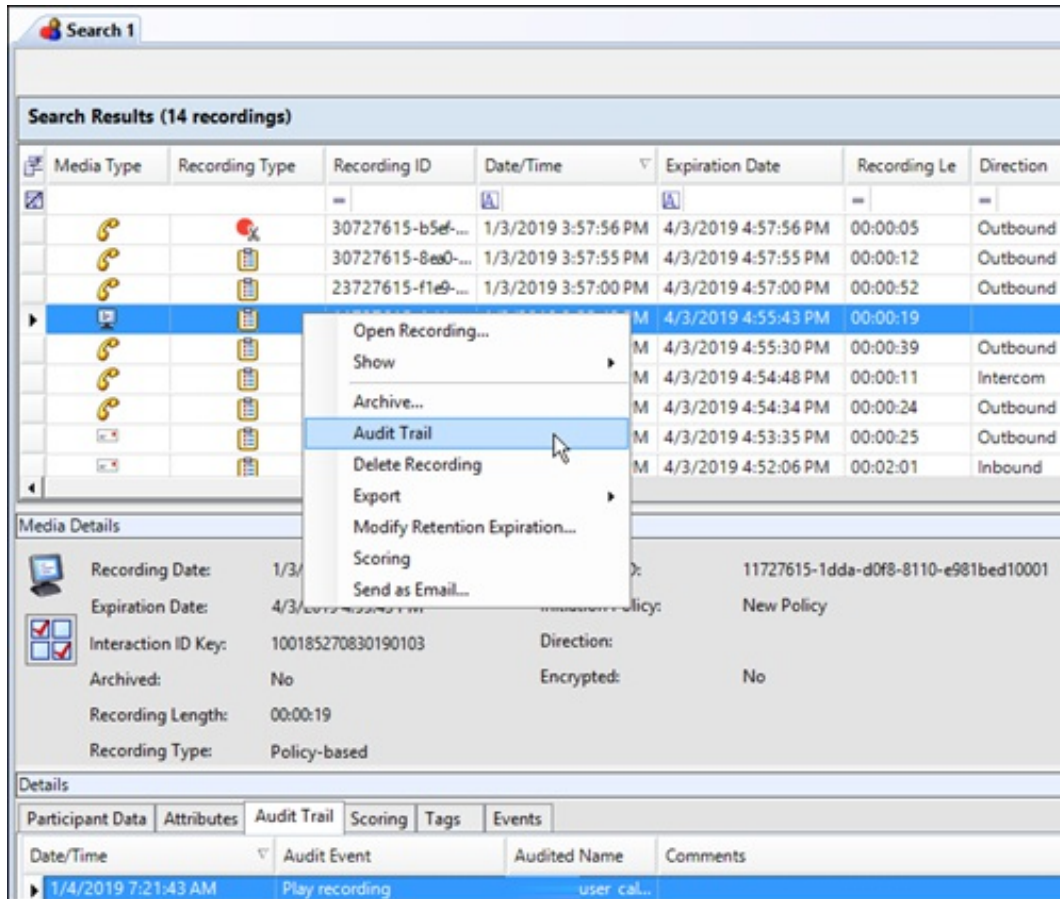 Search 1
Search Results (14 recordings)
Media Type Recording Type Recording ID Date/Time Expiration Date Recording Le Direction
= A A = =
30727615-b5ef-... 1/3/2019 3:57:56 PM 4/3/2019 4:57:56 PM 00:00:05 Outbound
30727615-8ea0-... 1/3/2019 3:57:55 PM 4/3/2019 4:57:55 PM 00:00:12 Outbound
23727615-f1e9-... 1/3/2019 3:57:00 PM 4/3/2019 4:57:00 PM 00:00:52 Outbound
M 4/3/2019 4:55:43 PM 00:00:19
M 4/3/2019 4:55:30 PM 00:00:39 Outbound
M 4/3/2019 4:54:48 PM 00:00:11 Intercom
M 4/3/2019 4:54:34 PM 00:00:24 Outbound
M 4/3/2019 4:53:35 PM 00:00:25 Outbound
M 4/3/2019 4:52:06 PM 00:02:01 Inbound
Open Recording...
Show
Archive...
Audit Trail
Delete Recording
Export
Modify Retention Expiration...
Scoring
Send as Email...
Media Details
Recording Date: 1/3/ 11727615-1dda-d0f8-8110-e981bed10001
Expiration Date: New Policy
Interaction ID Key: 100185270830190103 Direction:
Archived: No Encrypted: No
Recording Length: 00:00:19
Recording Type: Policy-based
Details
Participant Data Attributes Audit Trail Scoring Tags Events
Date/Time Audit Event Audited Name Comments
1/4/2019 7:21:43 AM Play recording user cal...